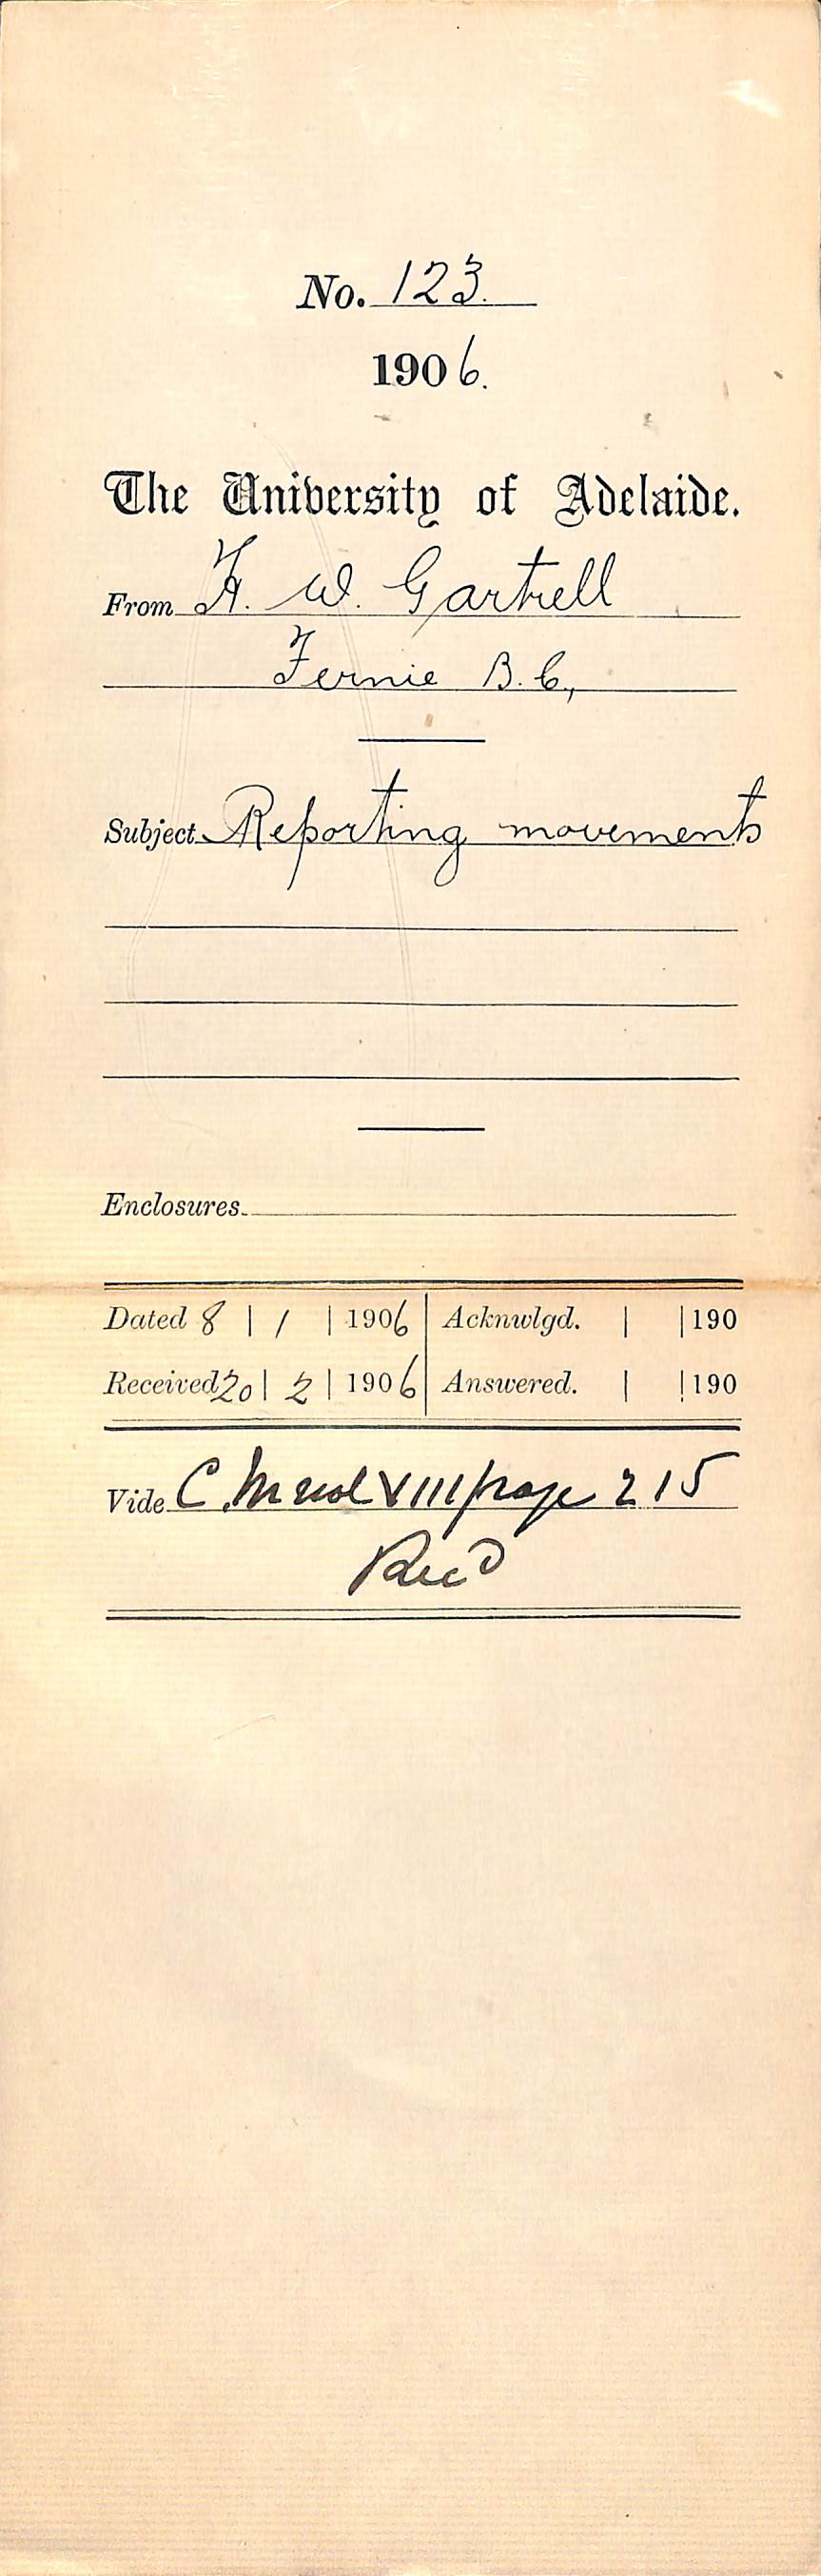 No. 123.
1906.
The University of Adelaide.
From H. W. Gartrell
Fernie B.C,
Subject Reporting movements
Enclosures
Dated 8 | 1 | 1906 | Acknwlgd. | | 190
Received 20 | 2 | 1906 | Answered. | | 190
Vide C.M vol VIII page 215
Recd